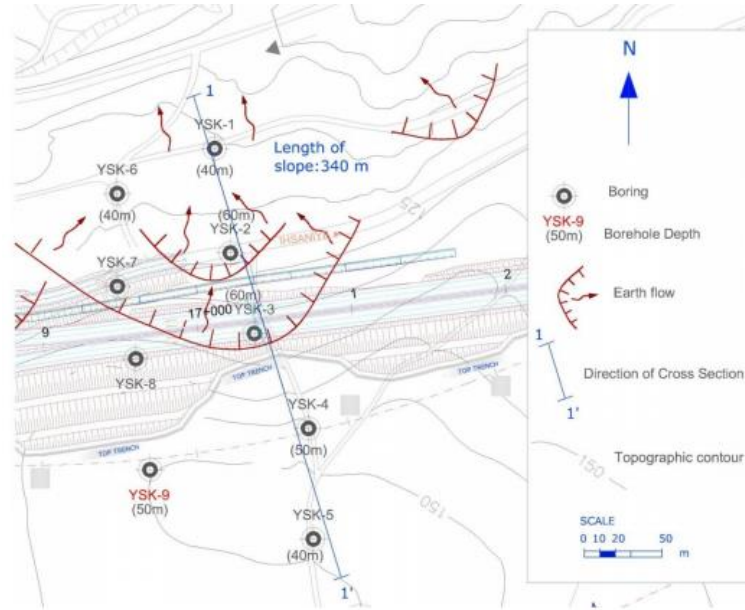 1
YSK-1
(40m)
Length of
slope:340 m
YSK-6
(40m)
(60m)
YSK-2
125
YSK-7
(60m)
17+000
YSK-3
1
2
9
YSK-8
TOP TRENCH
TOP TRENCH
YSK-4
(50m)
TOP TRENCH
YSK-9
(50m)
150
YSK-5
(40m)
1'
N
Boring
YSK-9
(50m)
Borehole Depth
Earth flow
1
Direction of Cross Section
1'
Topographic contour
150
SCALE
0 10 20 50
m